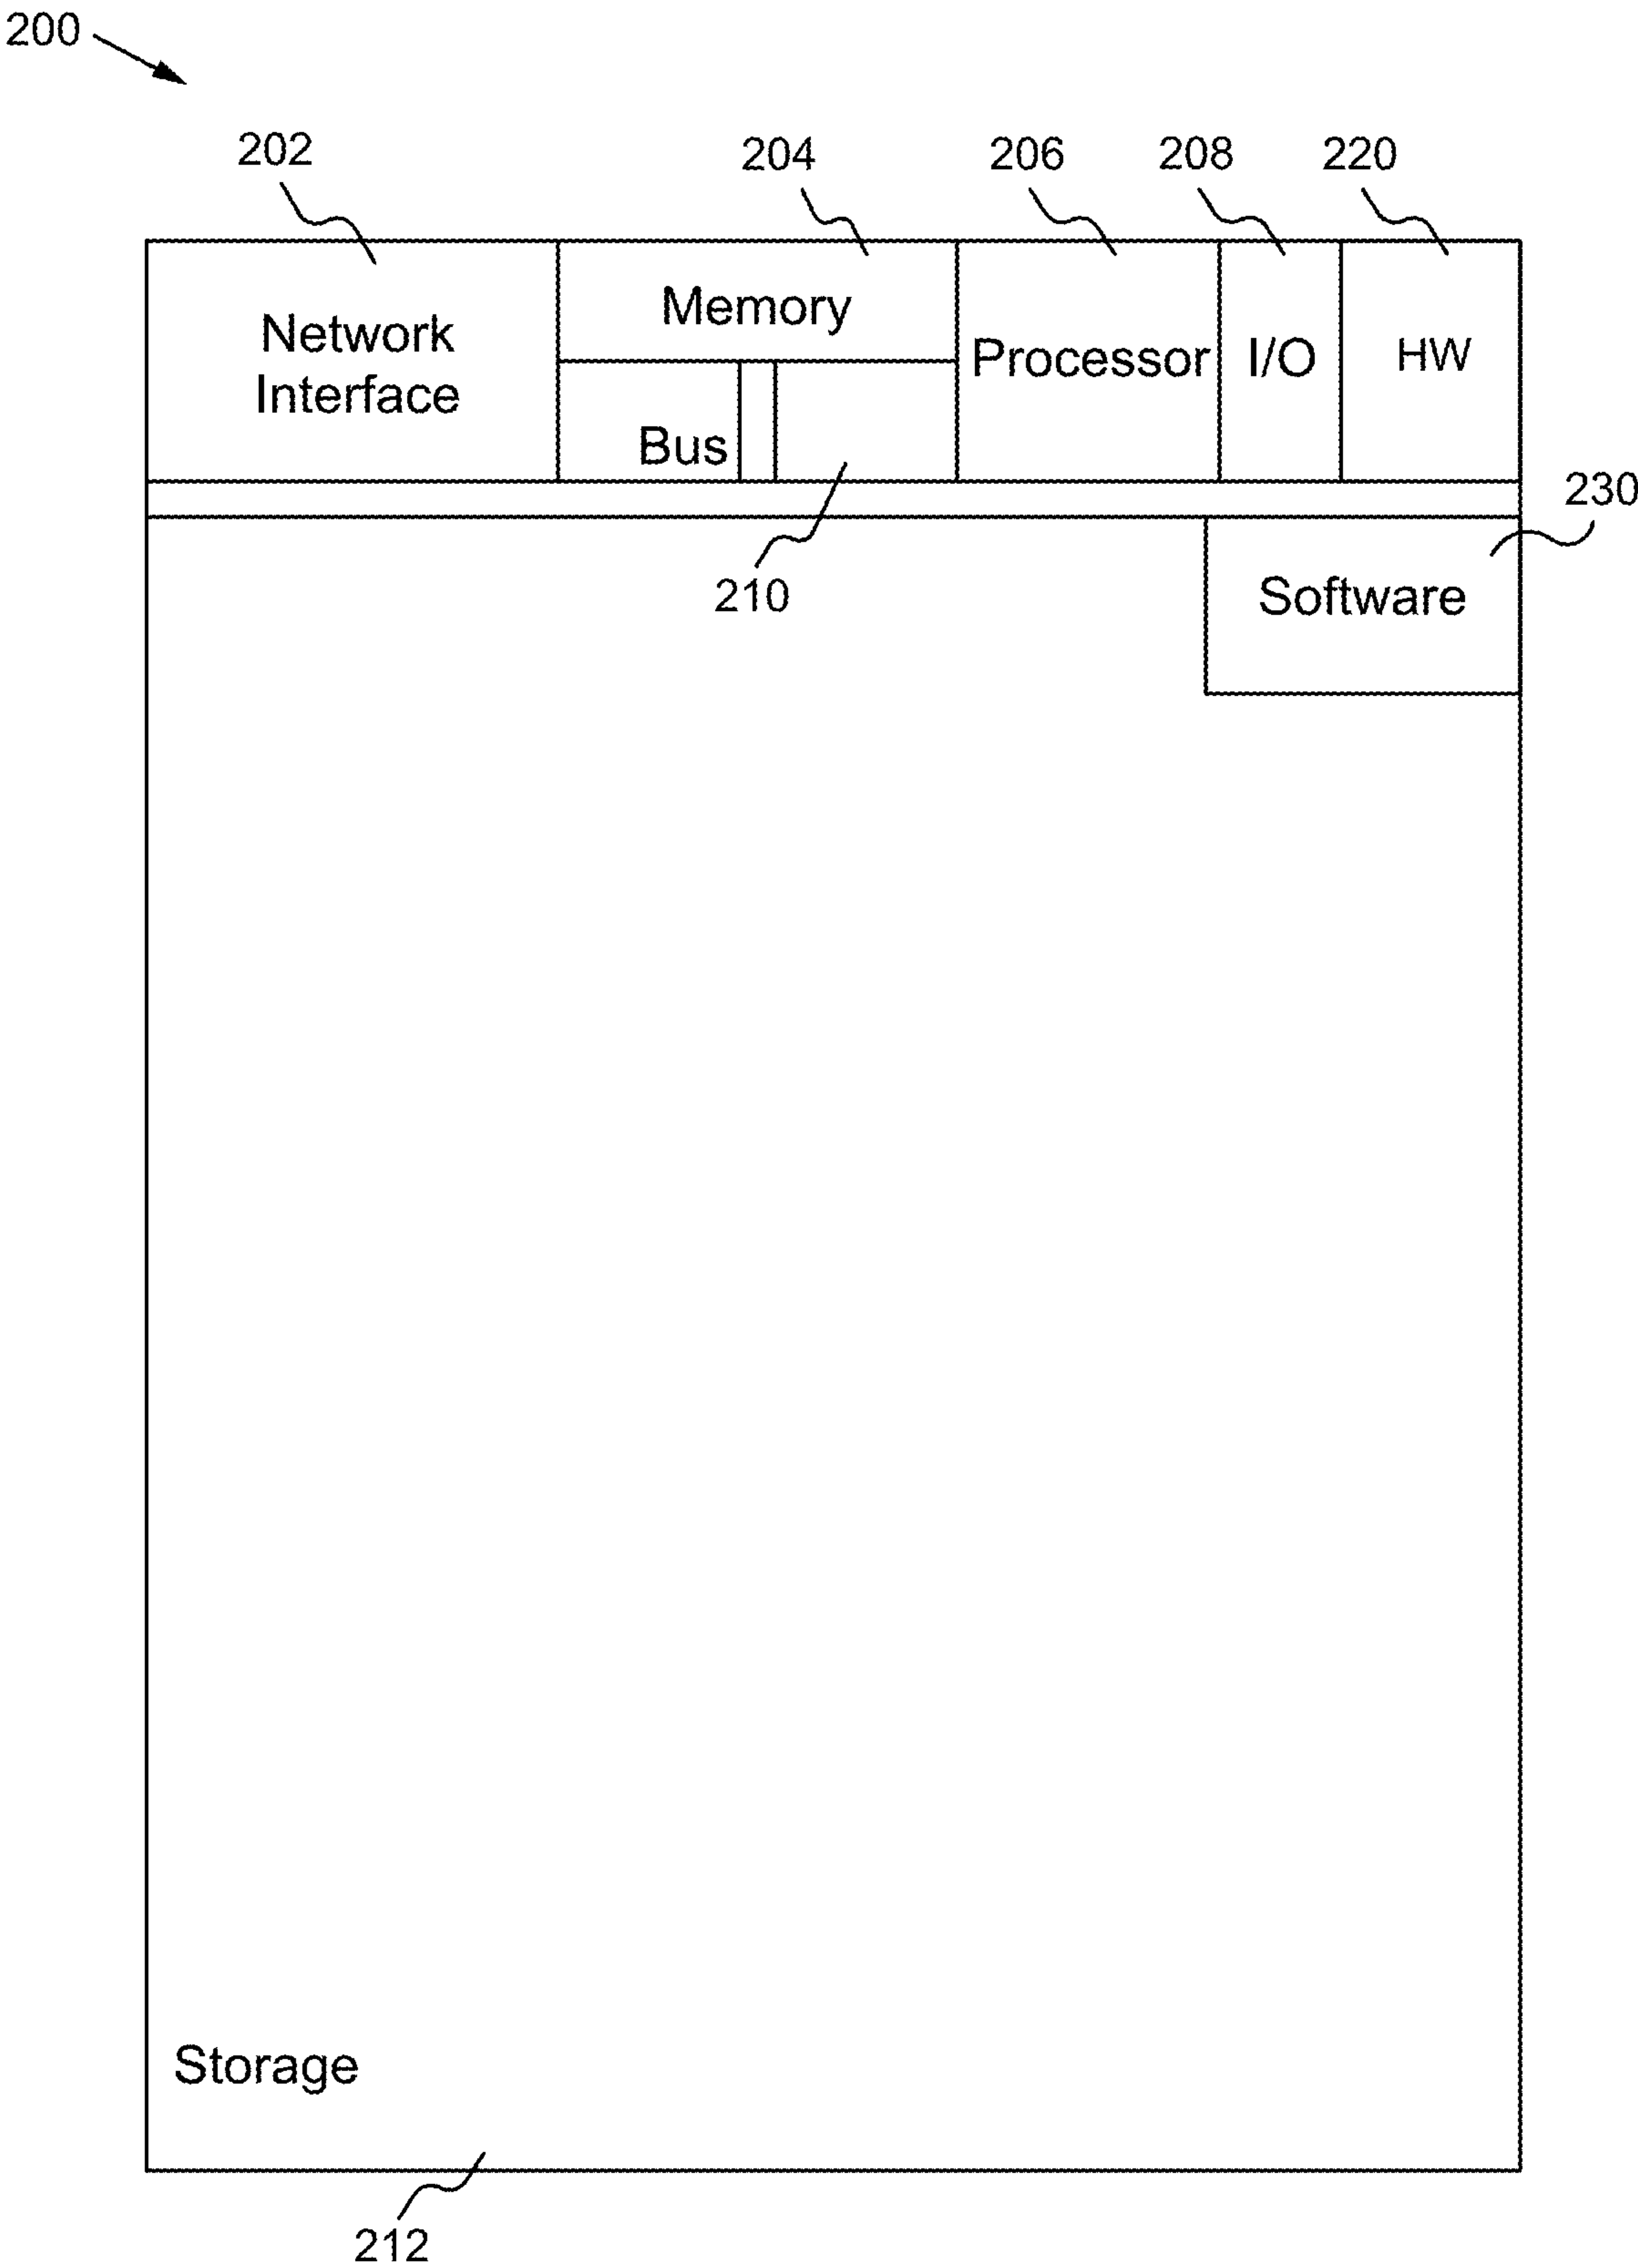 200
202
204
206
208
220
Network
Interface
Memory
Processor
I/O
HW
Bus
230
210
Software
Storage
212